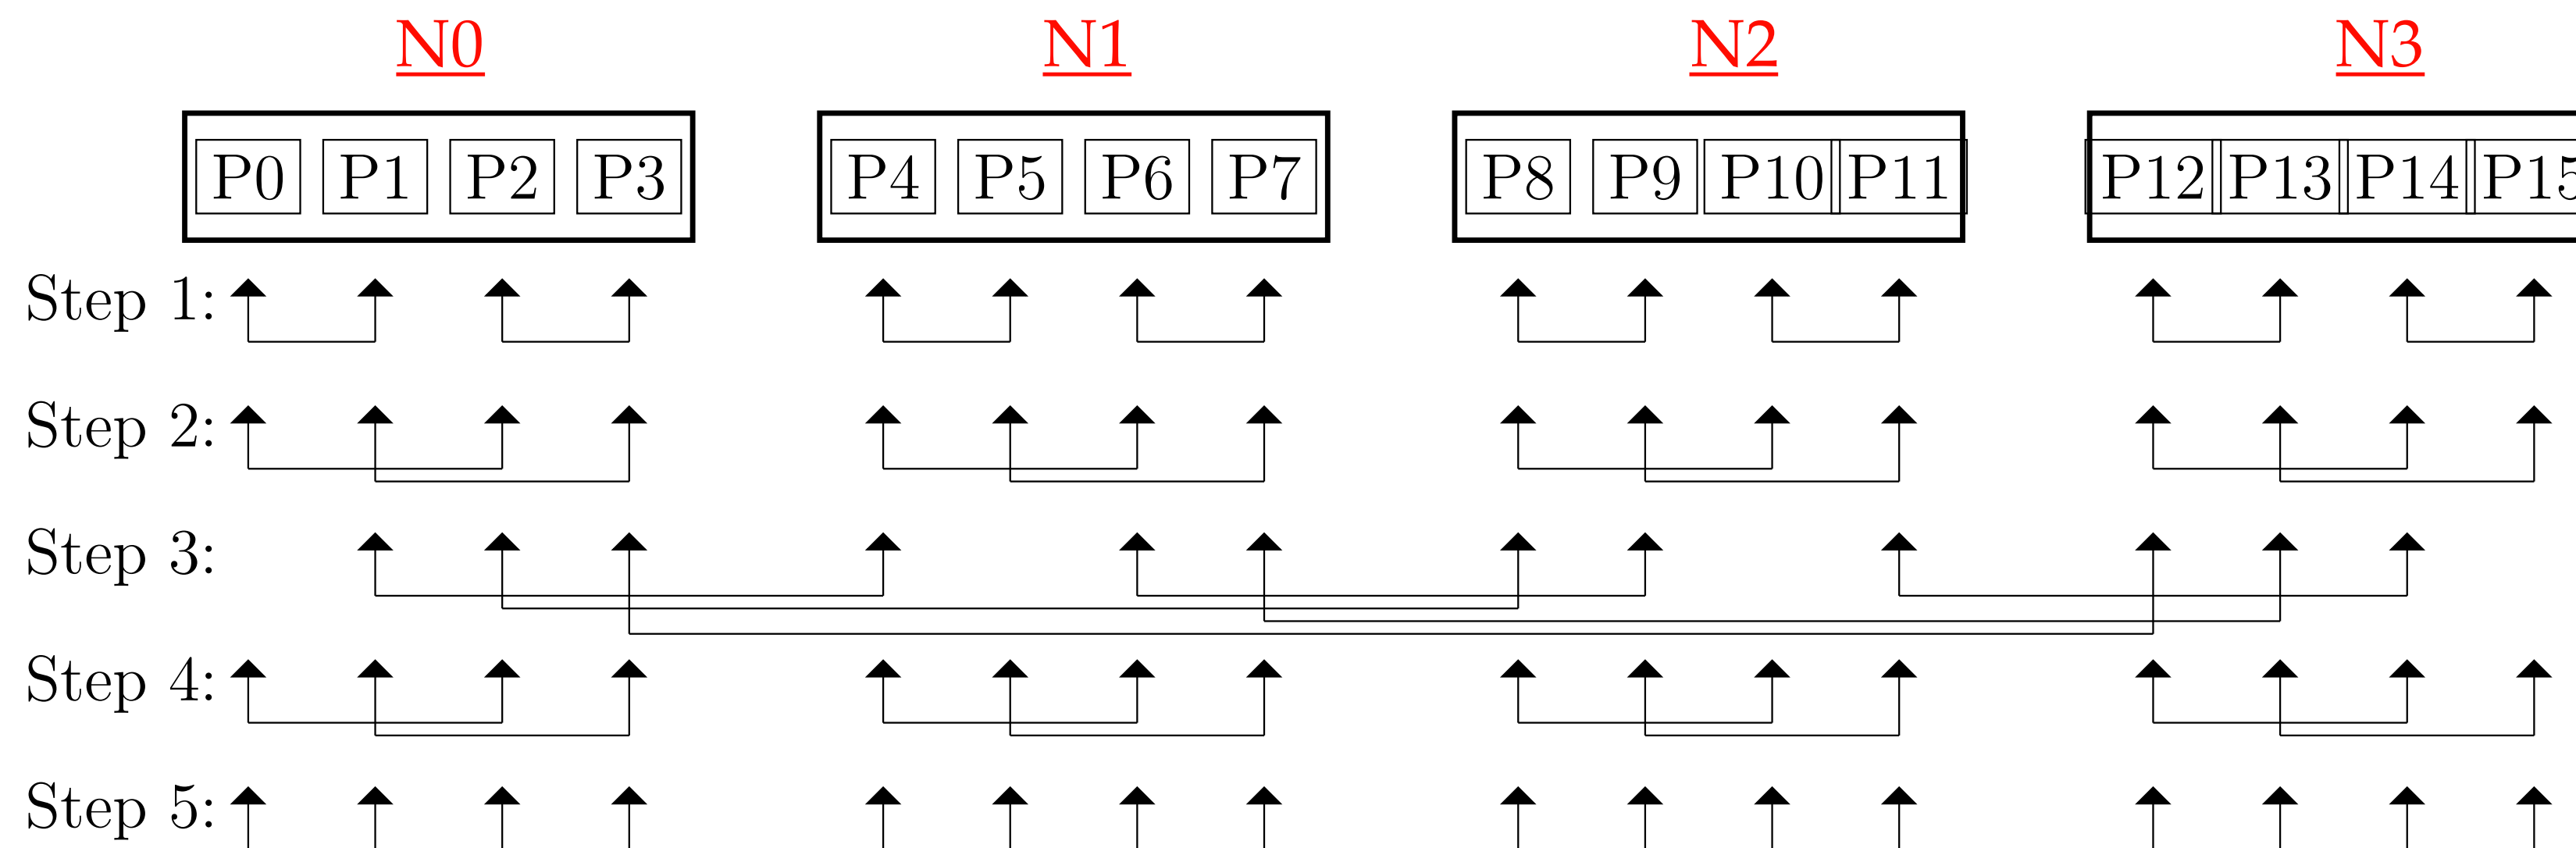 N0 N1 N2 N3
P0 P1 P2 P3 P4 P5 P6 P7 P8 P9 P10 P11 P12 P13 P14 P15
Step 1:
Step 2:
Step 3:
Step 4:
Step 5: